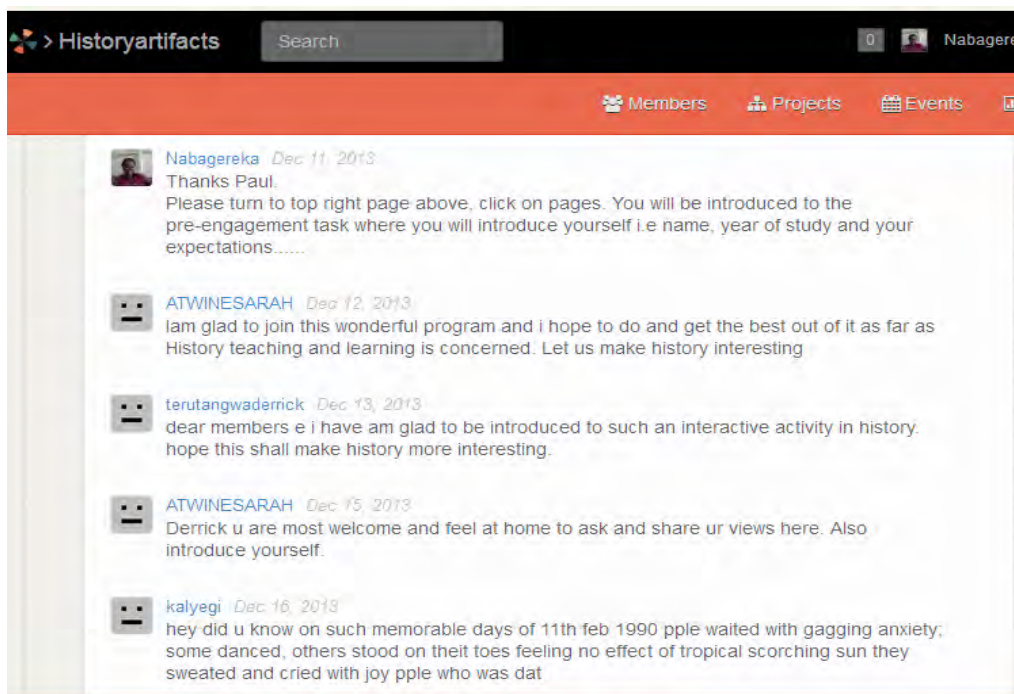 > Historyartifacts
Search
0
Nabagere
Members
Projects
Events
Nabagereka Dec 11, 2013
Thanks Paul.
Please turn to top right page above, click on pages. You will be introduced to the
pre-engagement task where you will introduce yourself i.e name, year of study and your
expectations......
ATWINESARAH Dec 12, 2013
Iam glad to join this wonderful program and i hope to do and get the best out of it as far as
History teaching and learning is concerned. Let us make history interesting
terutangwaderrick Dec 13, 2013
dear members e i have am glad to be introduced to such an interactive activity in history.
hope this shall make history more interesting.
ATWINESARAH Dec 15, 2013
Derrick u are most welcome and feel at home to ask and share ur views here. Also
introduce yourself.
kalyegi Dec 16, 2013
hey did u know on such memorable days of 11th feb 1990 pple waited with gagging anxiety;
some danced, others stood on theit toes feeling no effect of tropical scorching sun they
sweated and cried with joy pple who was dat